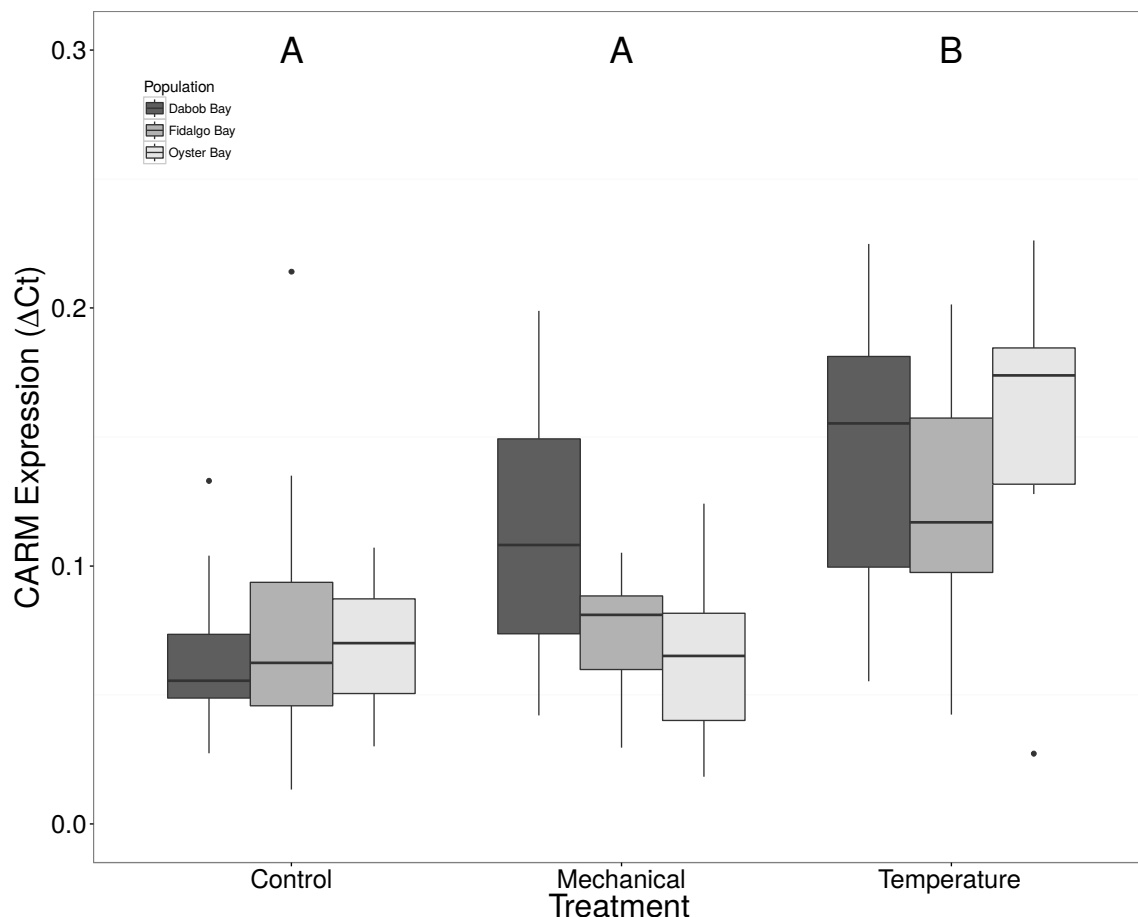 A A B
0.3
Population
Dabob Bay
Fidalgo Bay
Oyster Bay
CARM Expression (ΔCt)
0.2
0.1
0.0
Control Mechanical Temperature
Treatment